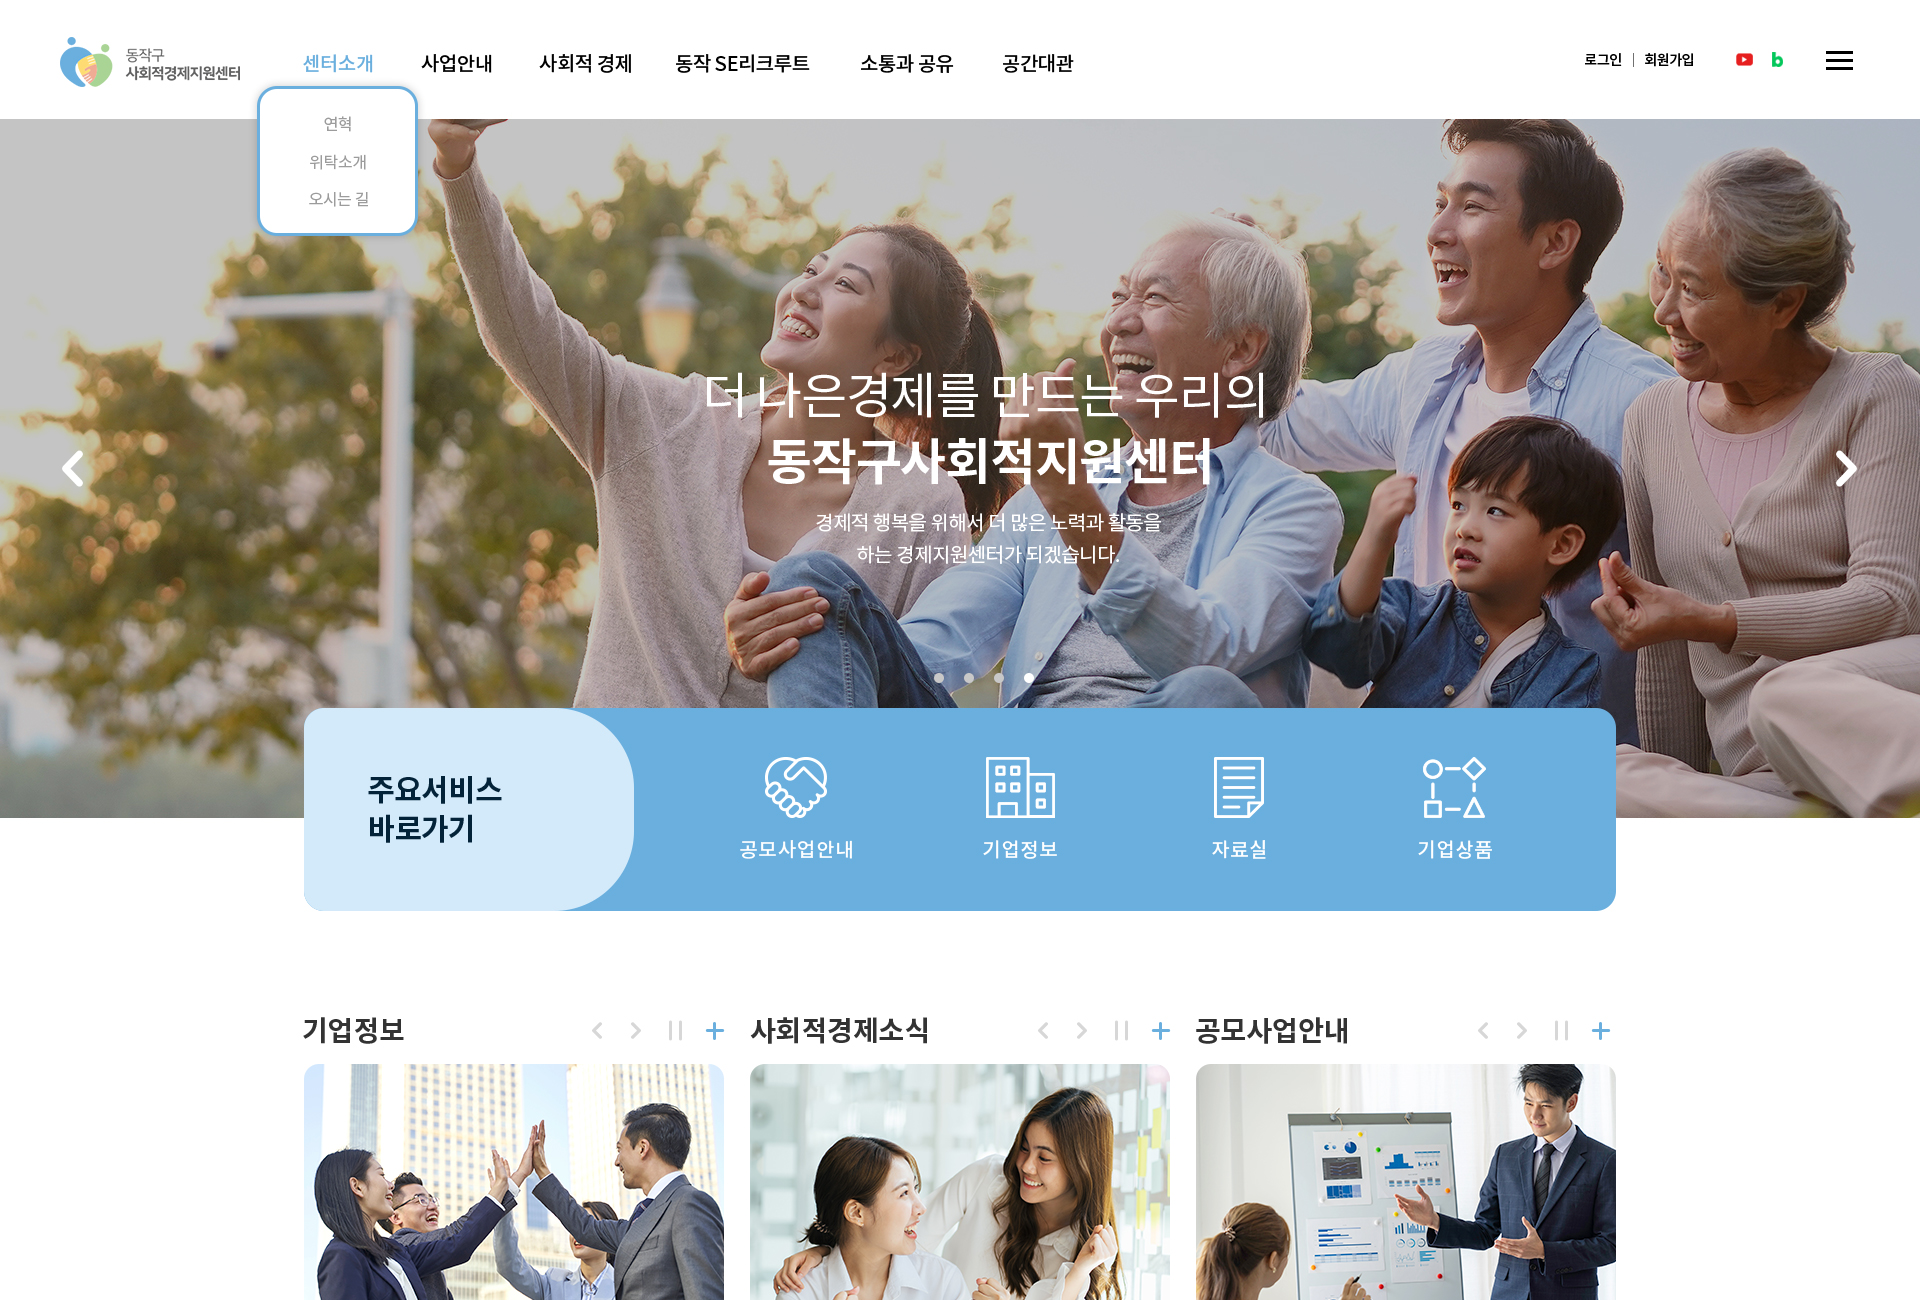 동작구
사회적경제지원센터
센터소개
사업안내
사회적 경제
동작 SE리크루트
소통과 공유
공간대관
로그인
회원가입
b
연혁
위탁소개
오시는 길
더 나은경제를 만드는 우리의
동작구사회적지원센터
경제적 행복을 위해서 더 많은 노력과 활동을
하는 경제지원센터가 되겠습니다.
주요서비스
바로가기
공모사업안내
기업정보
자료실
기업상품
기업정보
사회적경제소식
공모사업안내